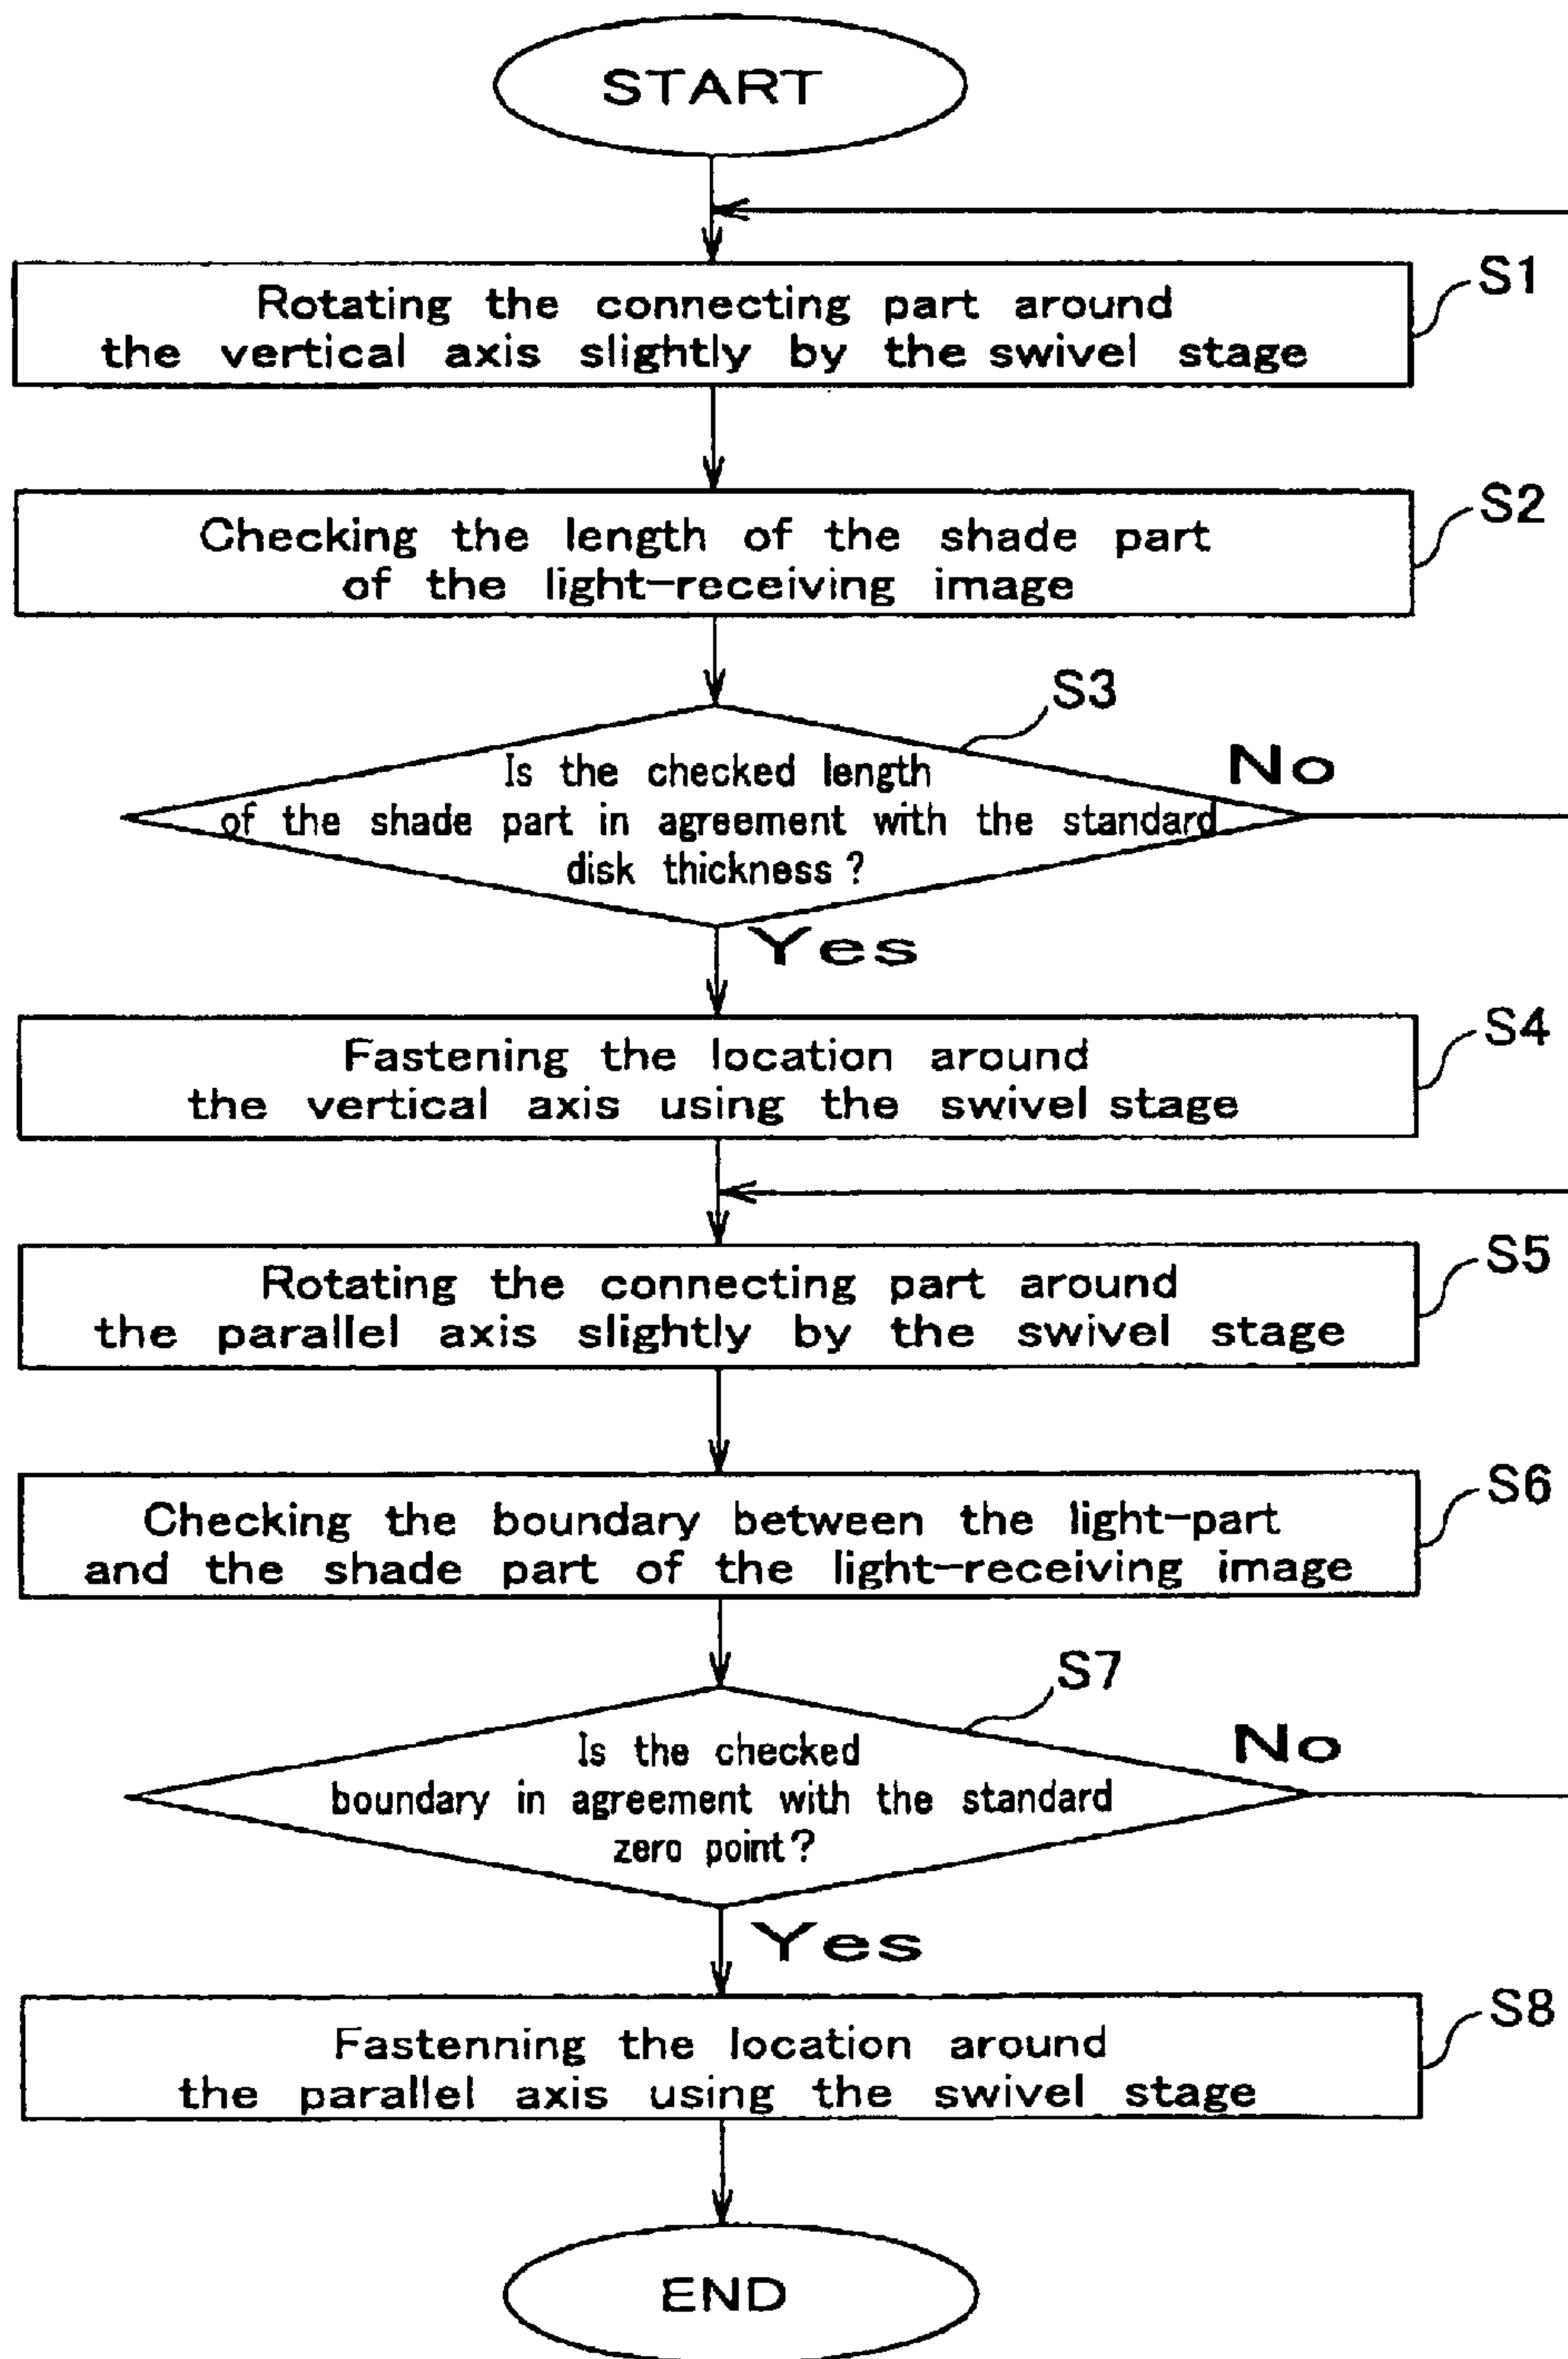 START
Rotating the connecting part around
the vertical axis slightly by the swivel stage
S1
Checking the length of the shade part
of the light-receiving image
S2
S3
Is the checked length
of the shade part in agreement with the standard
disk thickness?
No
Yes
Fastening the location around
the vertical axis using the swivel stage
S4
Rotating the connecting part around
the parallel axis slightly by the swivel stage
S5
Checking the boundary between the light-part
and the shade part of the light-receiving image
S6
S7
Is the checked
boundary in agreement with the standard
zero point?
No
Yes
Fastenning the location around
the parallel axis using the swivel stage
S8
END